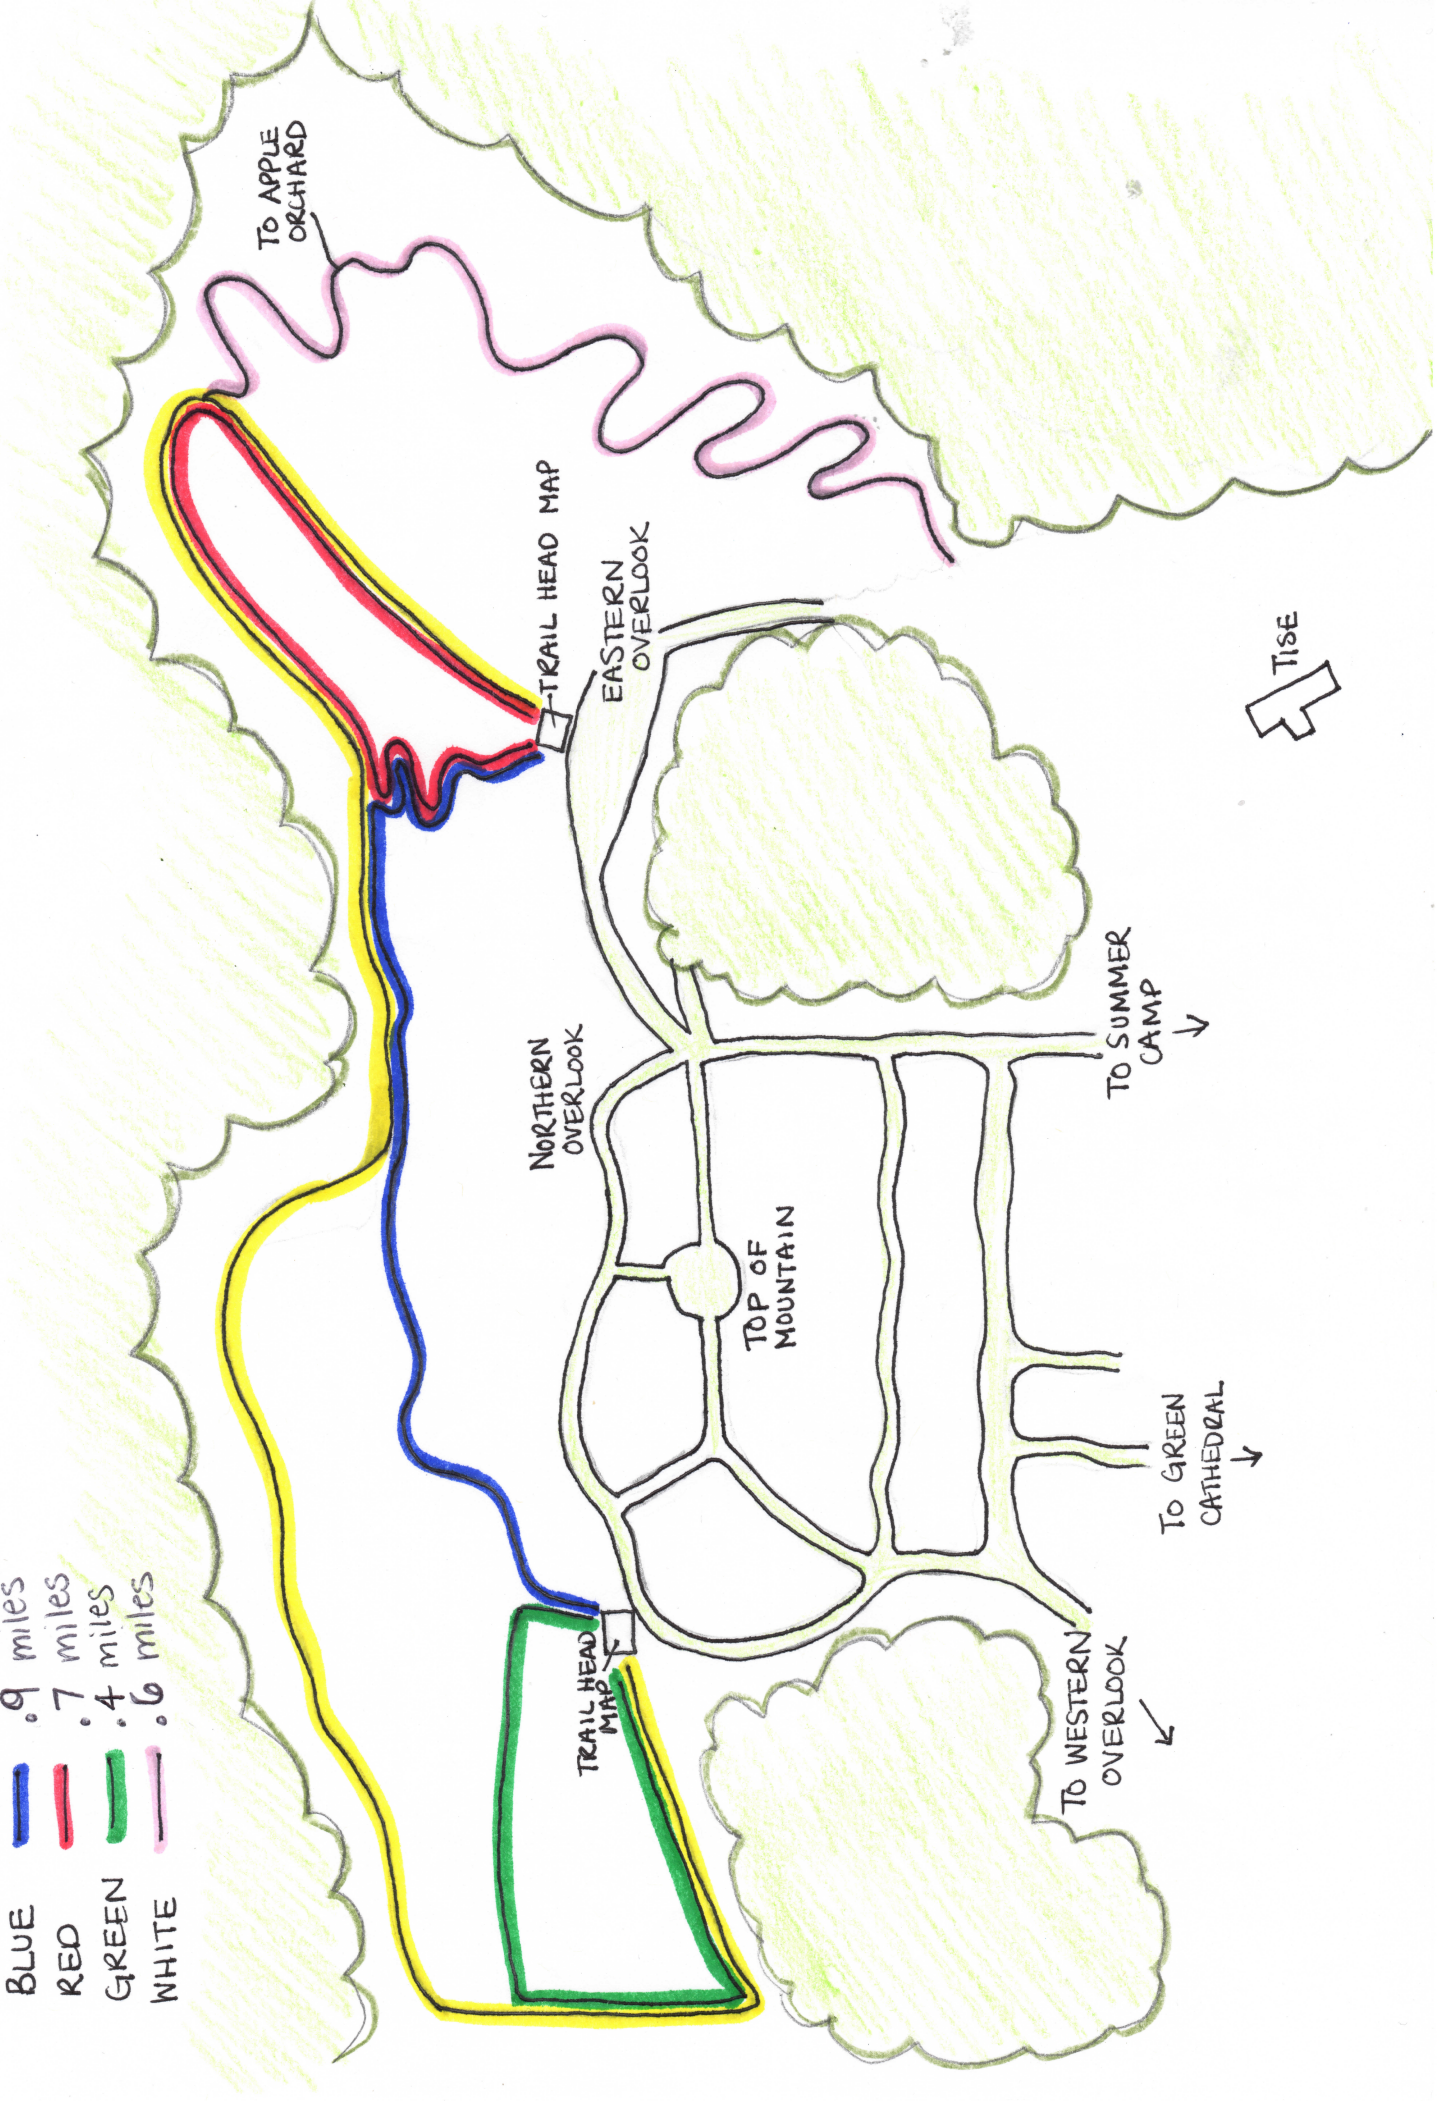 BLUE .9 miles
RED .7 miles
GREEN .4 miles
WHITE .6 miles
TO APPLE
ORCHARD
TRAIL HEAD MAP
EASTERN
OVERLOOK
NORTHERN
OVERLOOK
TRAIL HEAD
MAP
TOP OF
MOUNTAIN
TO SUMMER
CAMP
TO GREEN
CATHEDRAL
TO WESTERN
OVERLOOK
TISE